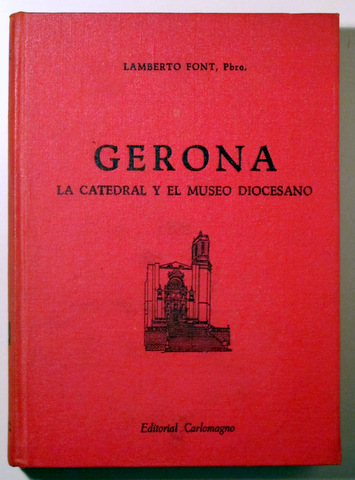 LAMBERTO FONT, Pbro.
GERONA
LA CATEDRAL Y EL MUSEO DIOCESANO
Editorial Carlomagno